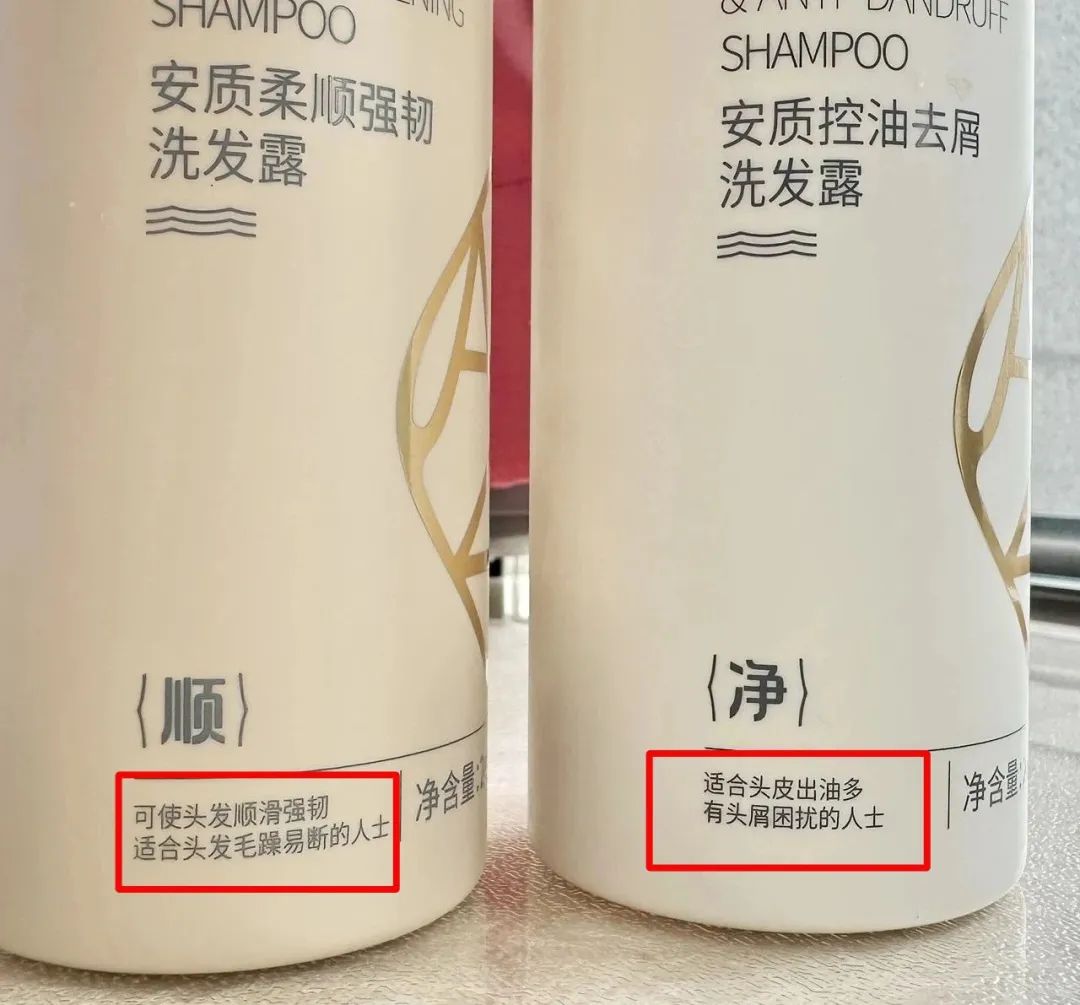 SHAMPOO
安质柔顺强韧
洗发露
顺
可使头发顺滑强韧
适合头发毛躁易断的人士
净含量:
& ANTI-DANDRUFF
SHAMPOO
安质控油去屑
洗发露
净
适合头皮出油多
有头屑困扰的人士
净含量: